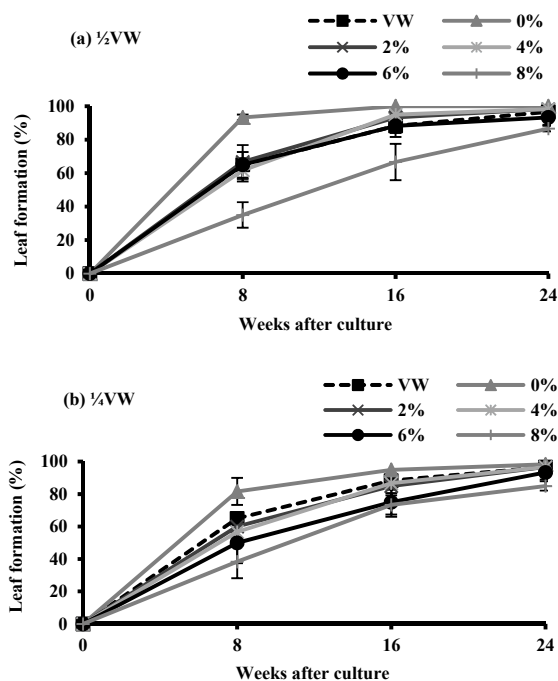 (a) ½VW
VW 0%
2% 4%
6% 8%
Leaf formation (%)
100
80
60
40
20
0
0 8 16 24
Weeks after culture
(b) ¼VW
VW 0%
2% 4%
6% 8%
Leaf formation (%)
100
80
60
40
20
0
0 8 16 24
Weeks after culture